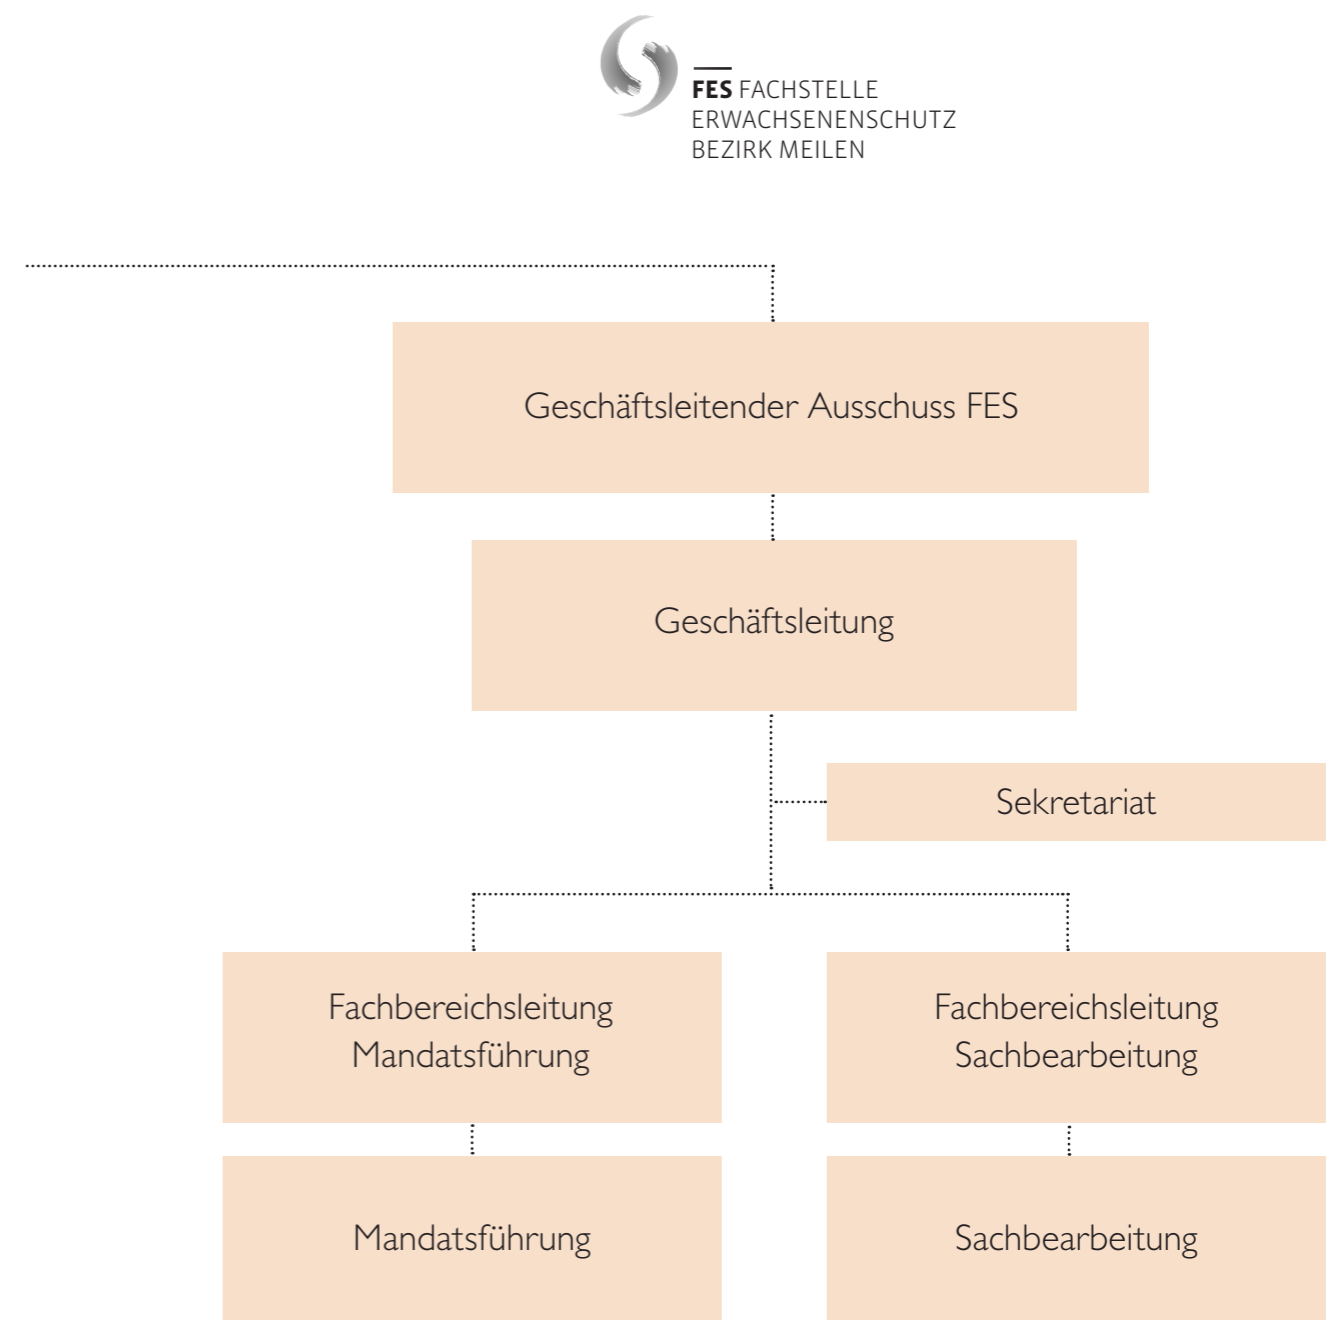 FES FACHSTELLE
ERWACHSENENSCHUTZ
BEZIRK MEILEN
Geschäftsleitender Ausschuss FES
Geschäftsleitung
Sekretariat
Fachbereichsleitung
Mandatsführung
Fachbereichsleitung
Sachbearbeitung
Mandatsführung
Sachbearbeitung